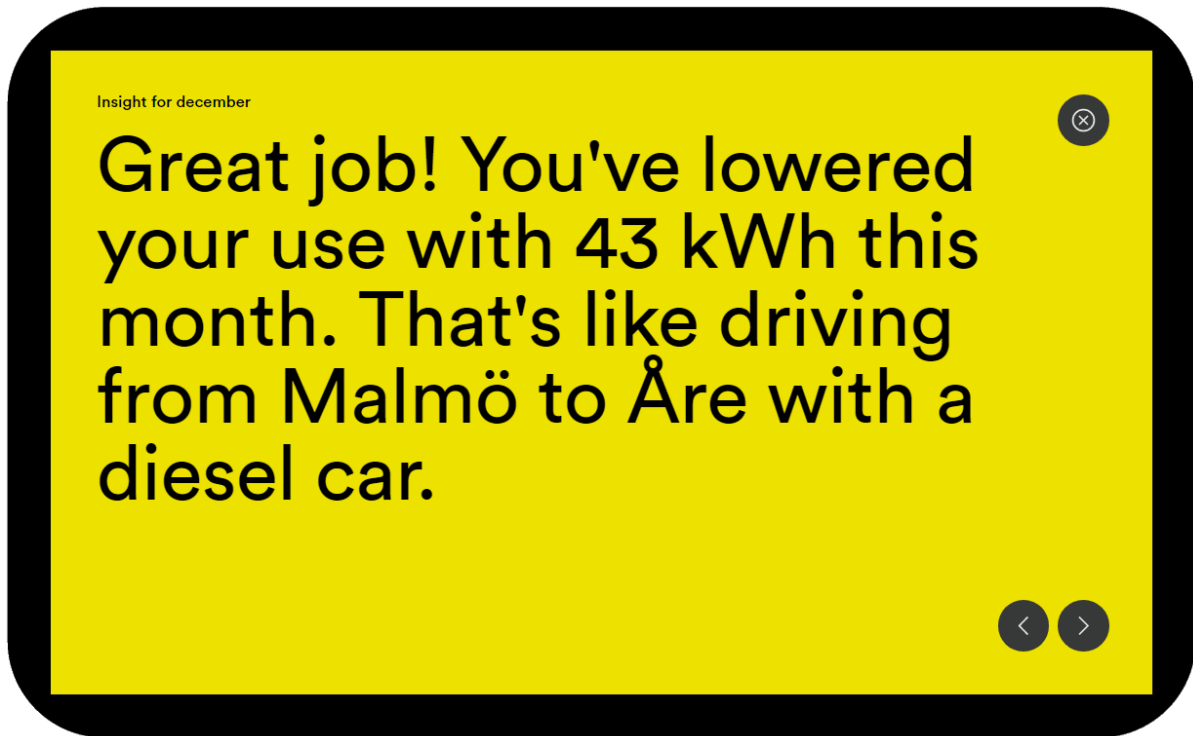 Insight for december
Great job! You've lowered
your use with 43 kWh this
month. That's like driving
from Malmö to Åre with a
diesel car.